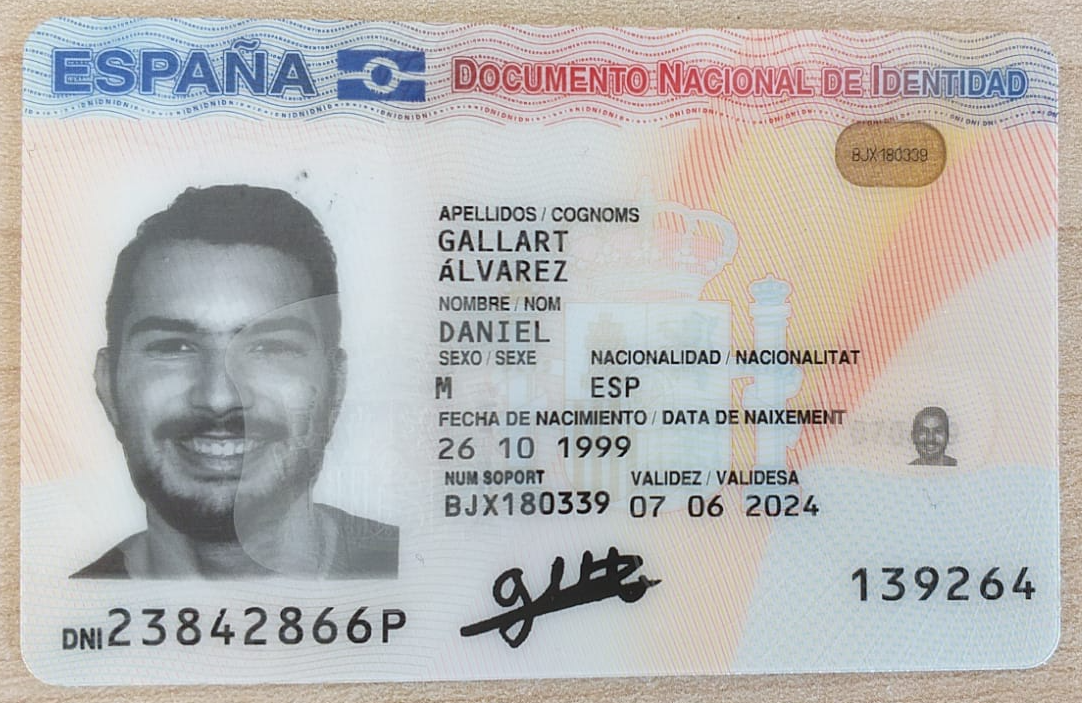 ESPAÑA DOCUMENTO NACIONAL DE IDENTIDAD
BJX180339
APELLIDOS / COGNOMS
GALLART
ÁLVAREZ
NOMBRE / NOM
DANIEL
SEXO / SEXE NACIONALIDAD / NACIONALITAT
M ESP
FECHA DE NACIMIENTO / DATA DE NAIXEMENT
26 10 1999
NUM SOPORT VALIDEZ / VALIDESA
BJX180339 07 06 2024
139264
DNI 23842866P